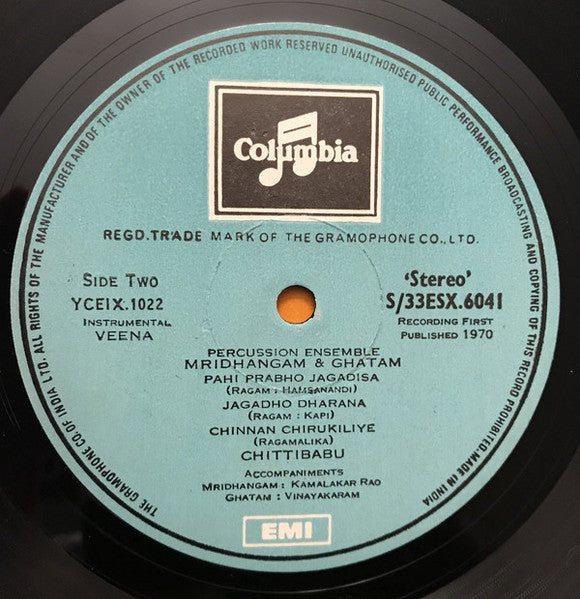 THE GRAMOPHONE CO. OF INDIA LTD. ALL RIGHTS OF THE MANUFACTURER AND OF THE OWNER OF THE RECORDED WORK RESERVED UNAUTHORISED PUBLIC PERFORMANCE BROADCASTING AND COPYING OF THIS RECORD PROHIBITED-MADE IN INDIA
Columbia
REGD. TRADE MARK OF THE GRAMOPHONE CO., LTD.
SIDE TWO
YCEIX.1022
INSTRUMENTAL
VEENA
'Stereo'
S/33ESX.6041
RECORDING FIRST
PUBLISHED 1970
PERCUSSION ENSEMBLE
MRIDHANGAM & GHATAM
PAHI PRABHO JAGADISA
(RAGAM : HAMSANANDI)
JAGADHO DHARANA
(RAGAM : KAPI)
CHINNAN CHIRUKILIYE
(RAGAMALIKA)
CHITTIBABU
ACCOMPANIMENTS
MRIDHANGAM : KAMALAKAR RAO
GHATAM : VINAYAKARAM
EMI